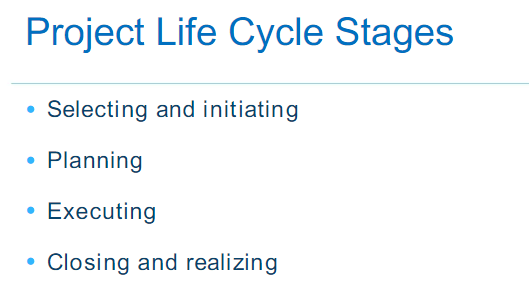 Project Life Cycle Stages
• Selecting and initiating
• Planning
• Executing
• Closing and realizing